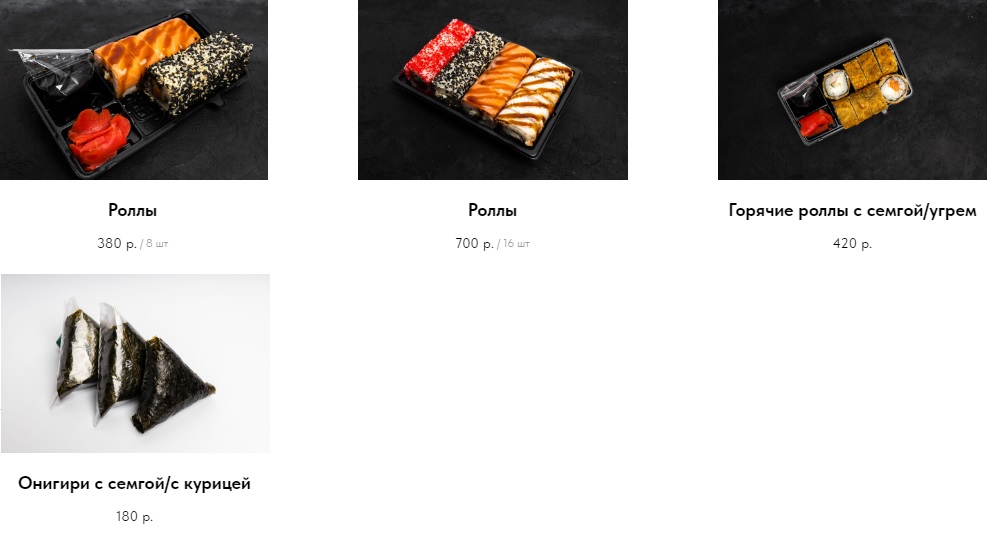 Роллы
380 р. / 8 шт
Роллы
700 р. / 16 шт
Горячие роллы с семгой/угрем
420 р.
Онигири с семгой/с курицей
180 р.